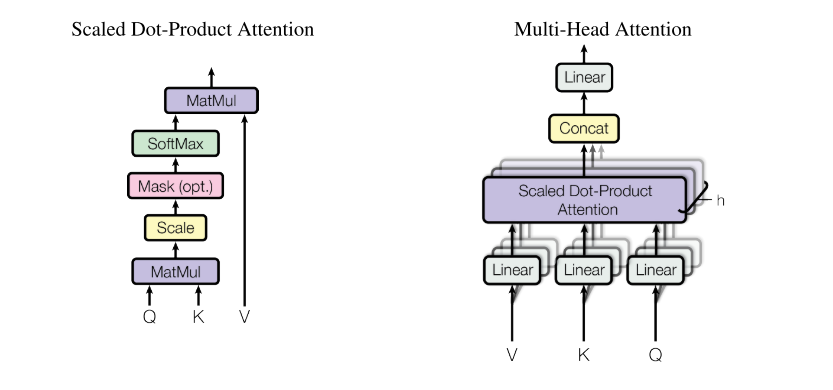 Scaled Dot-Product Attention
MatMul
SoftMax
Mask (opt.)
Scale
MatMul
Q K V
Multi-Head Attention
Linear
Concat
Scaled Dot-Product
Attention
h
Linear Linear Linear
V K Q